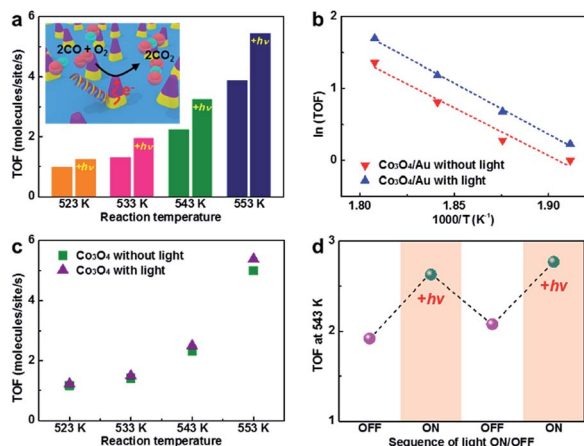 a
TOF (molecules/site/s)
6
4
2
0
2CO + O₂
2CO₂
2e⁻
+hν
+hν
+hν
+hν
523 K
533 K
543 K
553 K
Reaction temperature
b
ln (TOF)
2
1
0
Co₃O₄/Au without light
Co₃O₄/Au with light
1.80
1.85
1.90
1000/T (K⁻¹)
c
TOF (molecules/site/s)
6
4
2
0
Co₃O₄ without light
Co₃O₄ with light
523 K
533 K
543 K
553 K
Reaction temperature
d
TOF at 543 K
3
2
1
+hν
+hν
OFF
ON
OFF
ON
Sequence of light ON/OFF